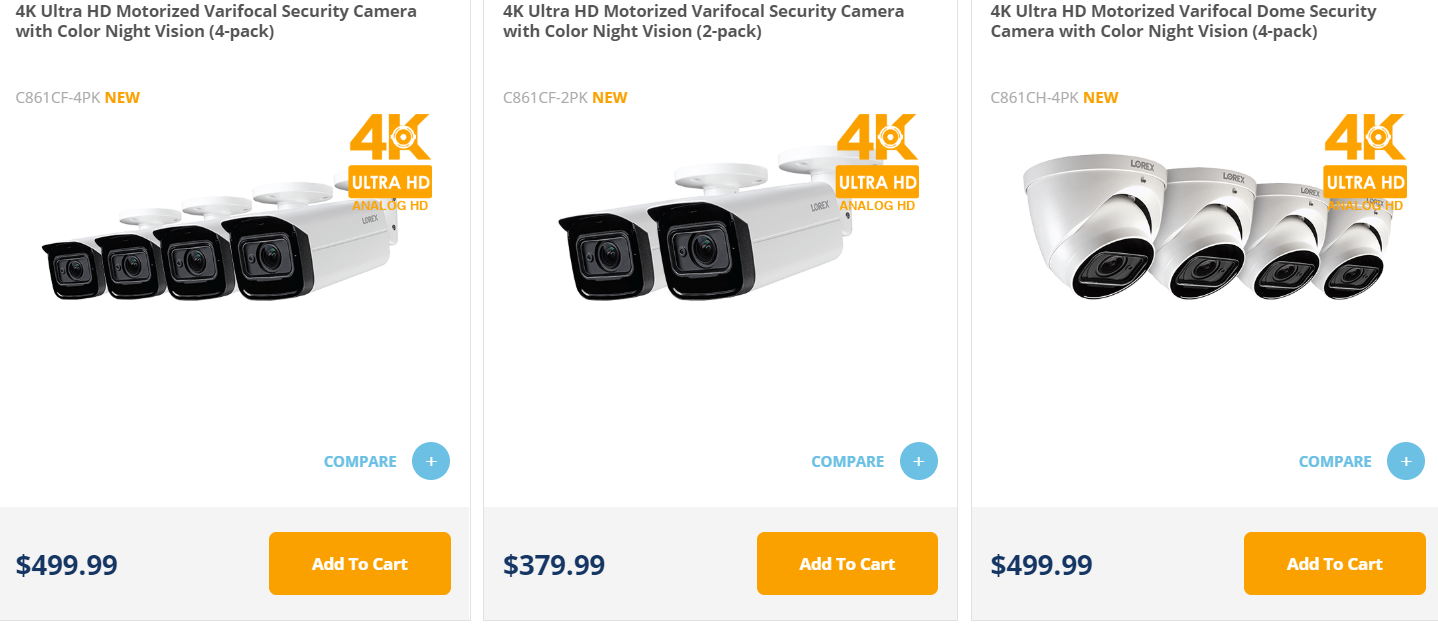 4K Ultra HD Motorized Varifocal Security Camera
with Color Night Vision (4-pack)
C861CF-4PK NEW
4K
ULTRA HD
ANALOG HD
LOREX
COMPARE +
$499.99
Add To Cart
4K Ultra HD Motorized Varifocal Security Camera
with Color Night Vision (2-pack)
C861CF-2PK NEW
4K
ULTRA HD
ANALOG HD
LOREX
COMPARE +
$379.99
Add To Cart
4K Ultra HD Motorized Varifocal Dome Security
Camera with Color Night Vision (4-pack)
C861CH-4PK NEW
4K
ULTRA HD
ANALOG HD
LOREX
LOREX
LOREX
LOREX
COMPARE +
$499.99
Add To Cart